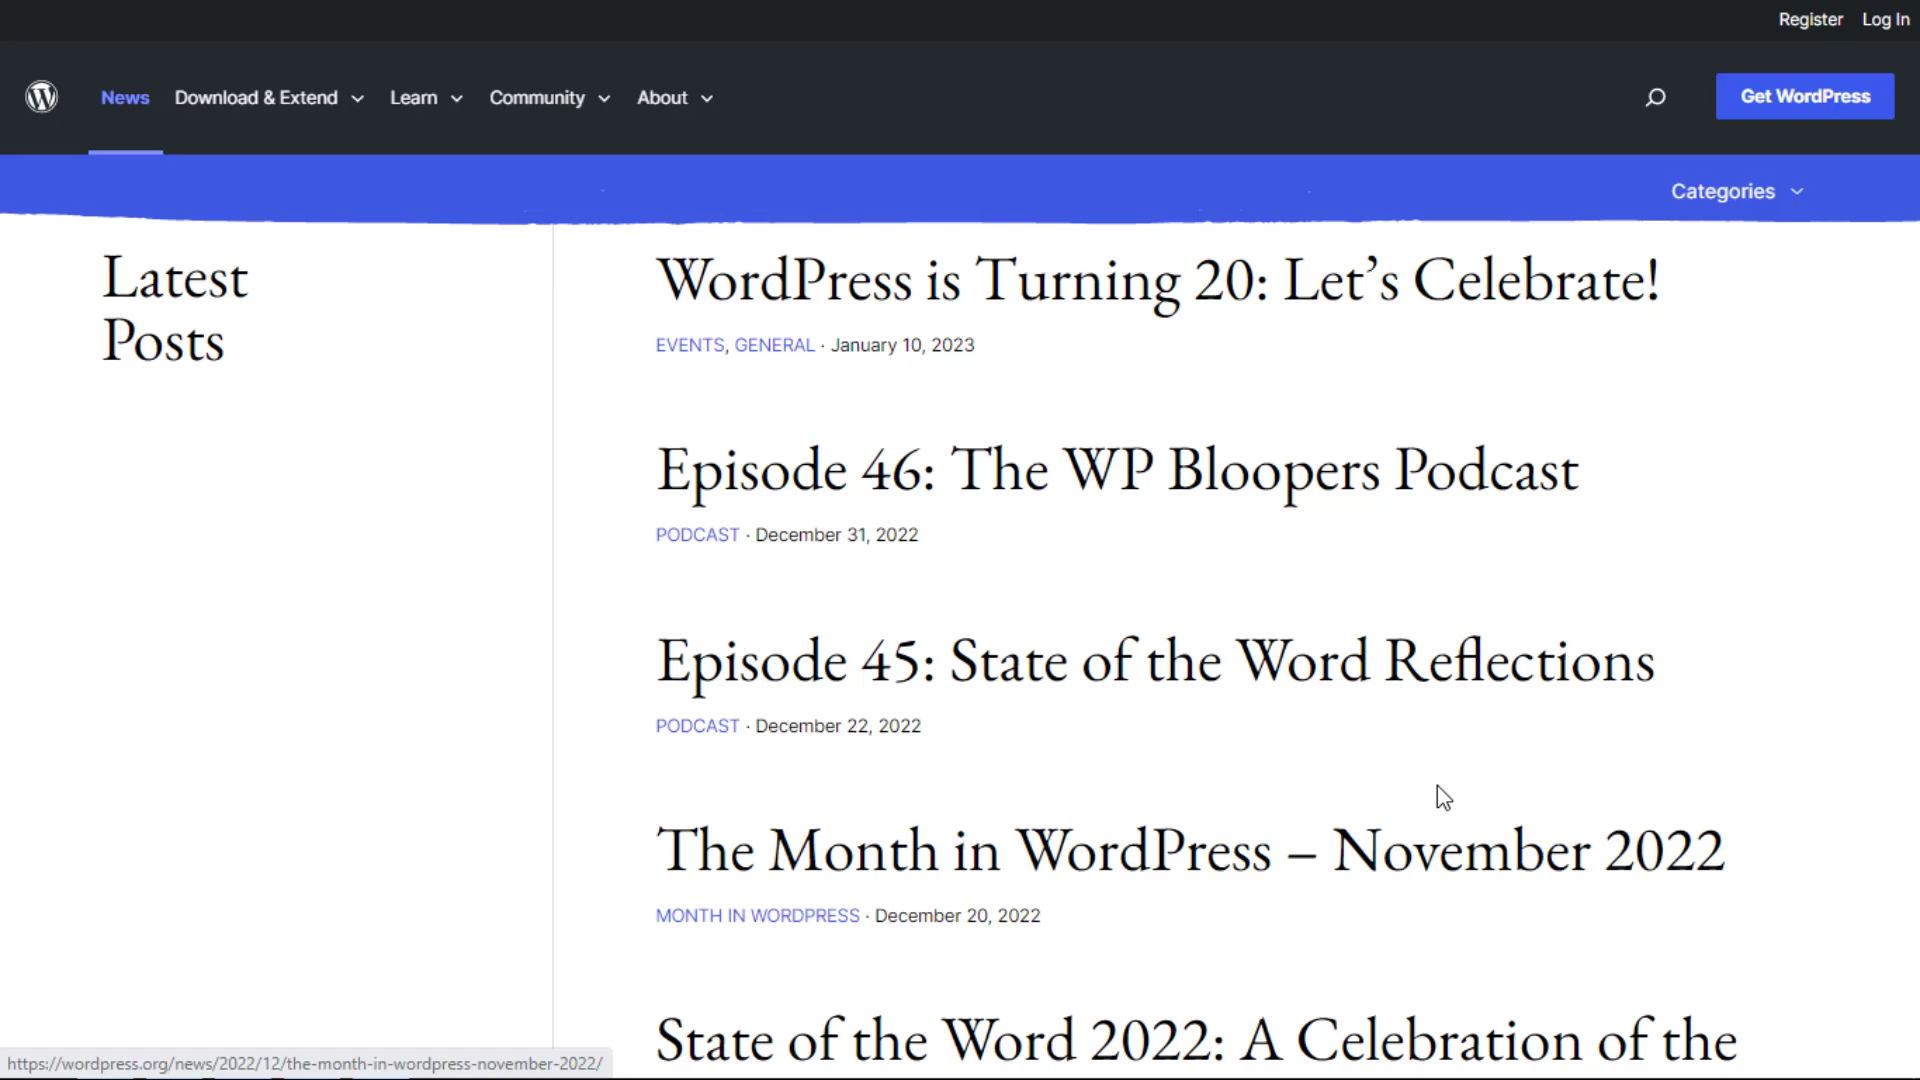 Register Log In
News Download & Extend Learn Community About Get WordPress
Categories
Latest
Posts
WordPress is Turning 20: Let’s Celebrate!
EVENTS, GENERAL · January 10, 2023
Episode 46: The WP Bloopers Podcast
PODCAST · December 31, 2022
Episode 45: State of the Word Reflections
PODCAST · December 22, 2022
The Month in WordPress – November 2022
MONTH IN WORDPRESS · December 20, 2022
State of the Word 2022: A Celebration of the
https://wordpress.org/news/2022/12/the-month-in-wordpress-november-2022/